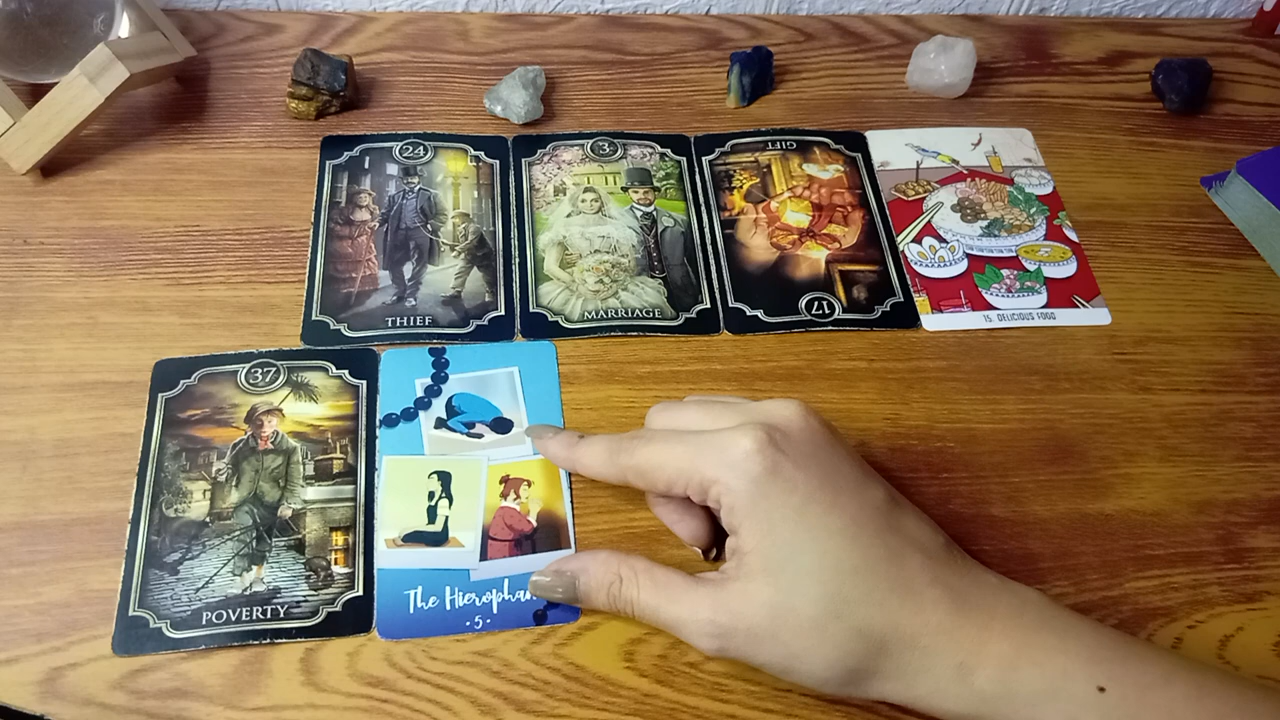 24
THIEF
3
MARRIAGE
GIFT
17
15. DELICIOUS FOOD
37
POVERTY
The Hierophan
- 5 -